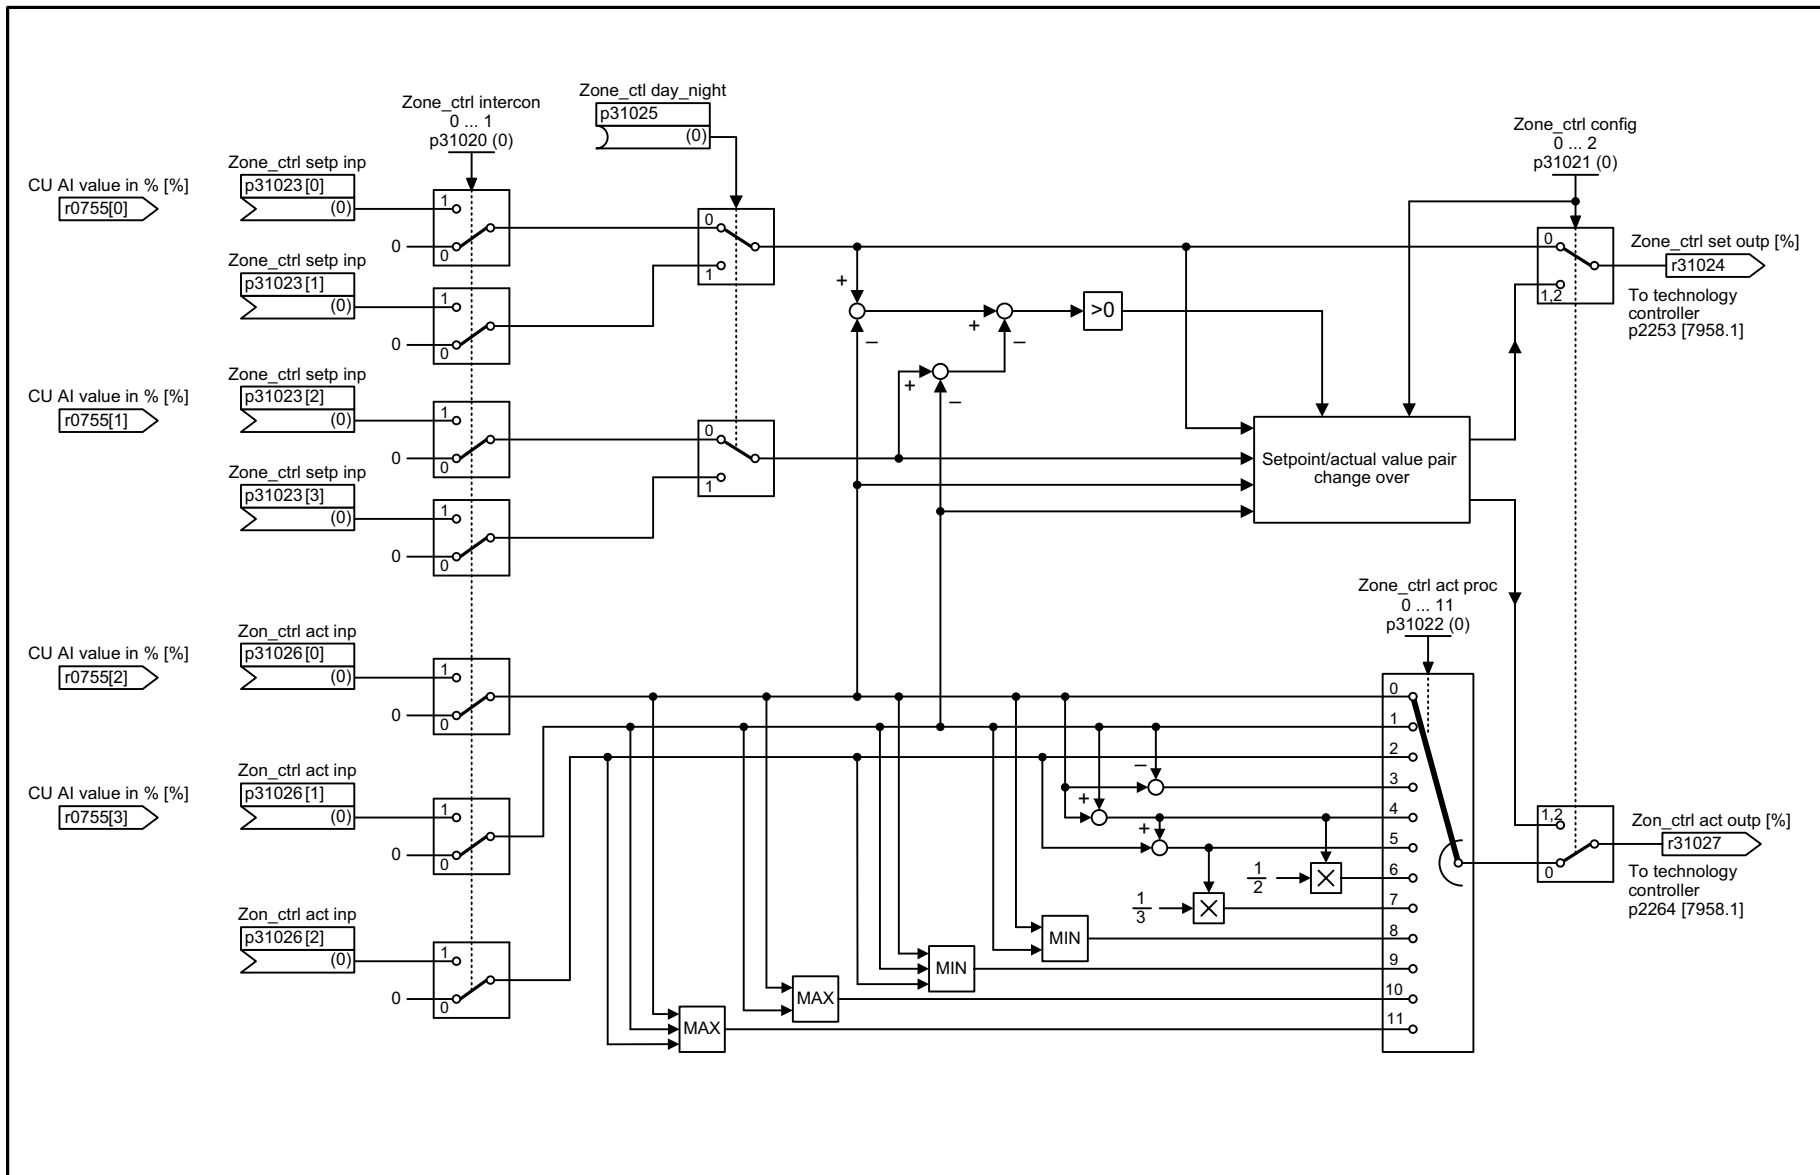 Zone_ctrl intercon
0 ... 1
p31020 (0)
Zone_ctl day_night
p31025
(0)
Zone_ctrl config
0 ... 2
p31021 (0)
CU AI value in % [%]
r0755[0]
Zone_ctrl setp inp
p31023 [0]
(0)
1
0
0
Zone_ctrl setp inp
p31023 [1]
(0)
1
0
0
0
1
CU AI value in % [%]
r0755[1]
Zone_ctrl setp inp
p31023 [2]
(0)
1
0
0
Zone_ctrl setp inp
p31023 [3]
(0)
1
0
0
0
1
+
–
+
–
+
–
>0
Setpoint/actual value pair
change over
0
1,2
Zone_ctrl set outp [%]
r31024
To technology
controller
p2253 [7958.1]
CU AI value in % [%]
r0755[2]
Zon_ctrl act inp
p31026 [0]
(0)
1
0
0
CU AI value in % [%]
r0755[3]
Zon_ctrl act inp
p31026 [1]
(0)
1
0
0
Zon_ctrl act inp
p31026 [2]
(0)
1
0
0
Zone_ctrl act proc
0 ... 11
p31022 (0)
0
1
2
3
4
5
6
7
8
9
10
11
–
+
+
1
2
×
1
3
×
MIN
MIN
MAX
MAX
1,2
0
Zon_ctrl act outp [%]
r31027
To technology
controller
p2264 [7958.1]